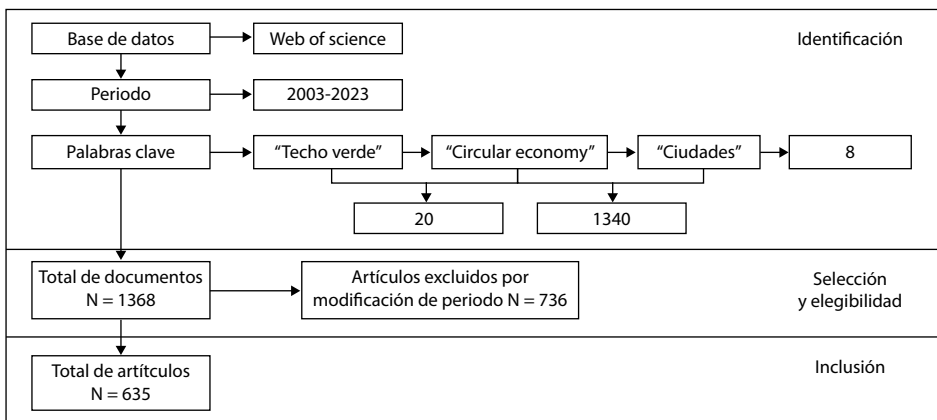 Base de datos
Web of science
Identificación
Periodo
2003-2023
Palabras clave
“Techo verde”
“Circular economy”
“Ciudades”
8
20
1340
Total de documentos
N = 1368
Artículos excluidos por
modificación de periodo N = 736
Selección
y elegibilidad
Total de artítculos
N = 635
Inclusión